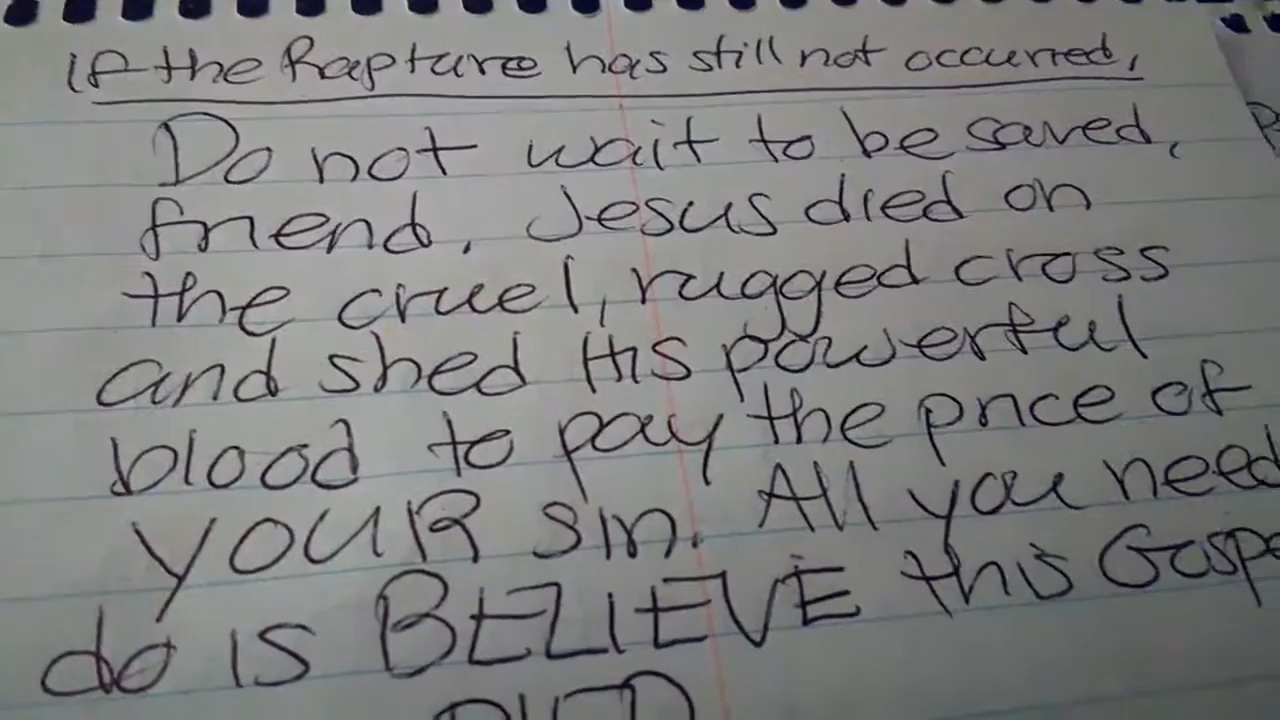 If the Rapture has still not occurred,
Do not wait to be saved,
friend. Jesus died on
the cruel, rugged cross
and shed His powerful
blood to pay the price of
YOUR sin. All you need
do is BELIEVE this Gospe